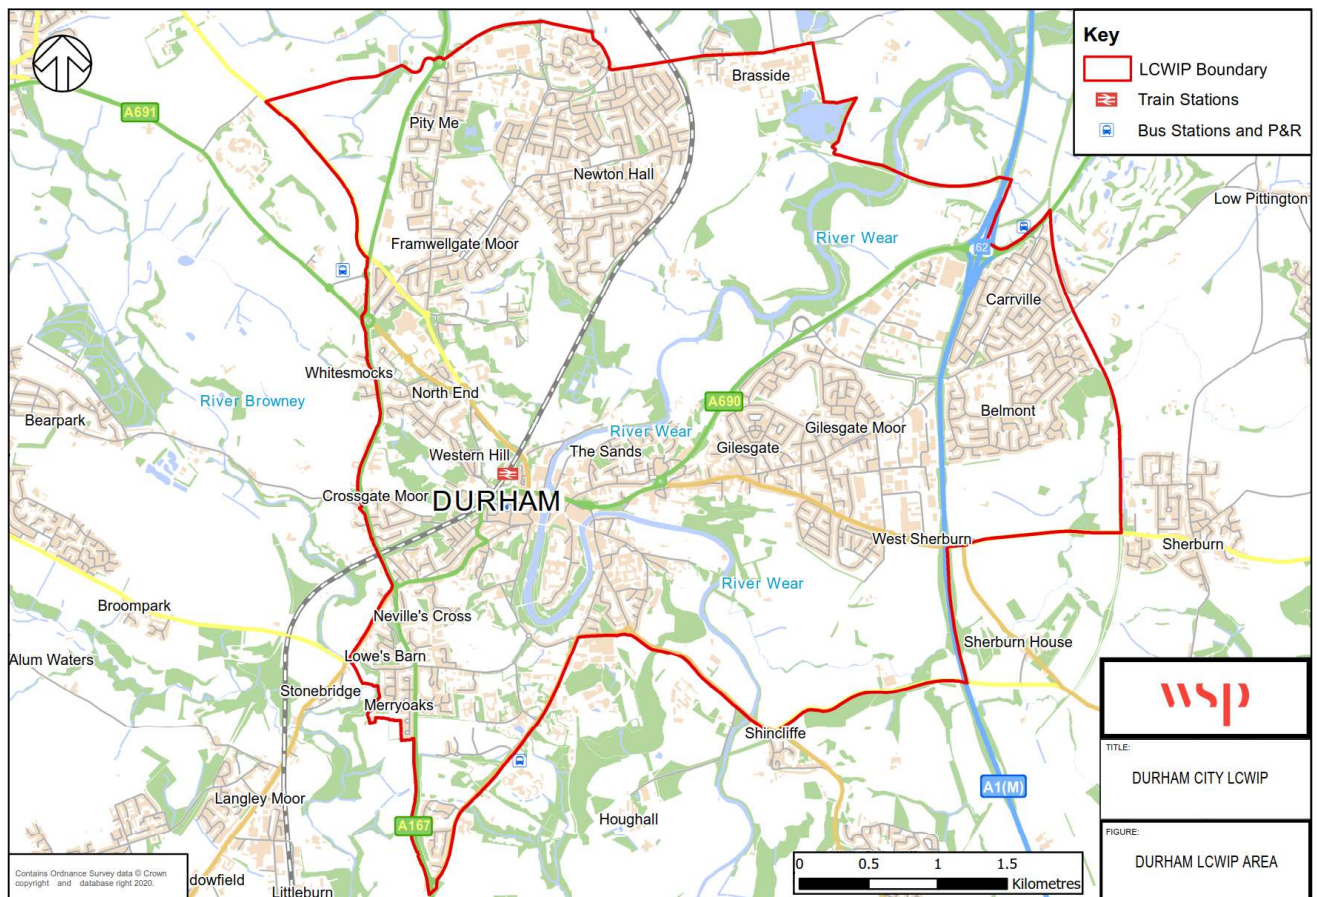 Key
LCWIP Boundary
Train Stations
Bus Stations and P&R
Brasside
A691
Pity Me
Newton Hall
Low Pittington
River Wear
Framwellgate Moor
62
Carrville
Whitesmocks
North End
River Browney
Bearpark
A690
Belmont
Gilesgate Moor
River Wear
The Sands
Gilesgate
Western Hill
Crossgate Moor
DURHAM
West Sherburn
Sherburn
River Wear
Broompark
Neville's Cross
Sherburn House
Alum Waters
Lowe's Barn
Stonebridge
Merryoaks
Shincliffe
wsp
TITLE:
DURHAM CITY LCWIP
A1(M)
Langley Moor
Houghall
A167
FIGURE:
DURHAM LCWIP AREA
0 0.5 1 1.5
Kilometres
Contains Ordnance Survey data © Crown
copyright and database right 2020.
dowfield
Littleburn